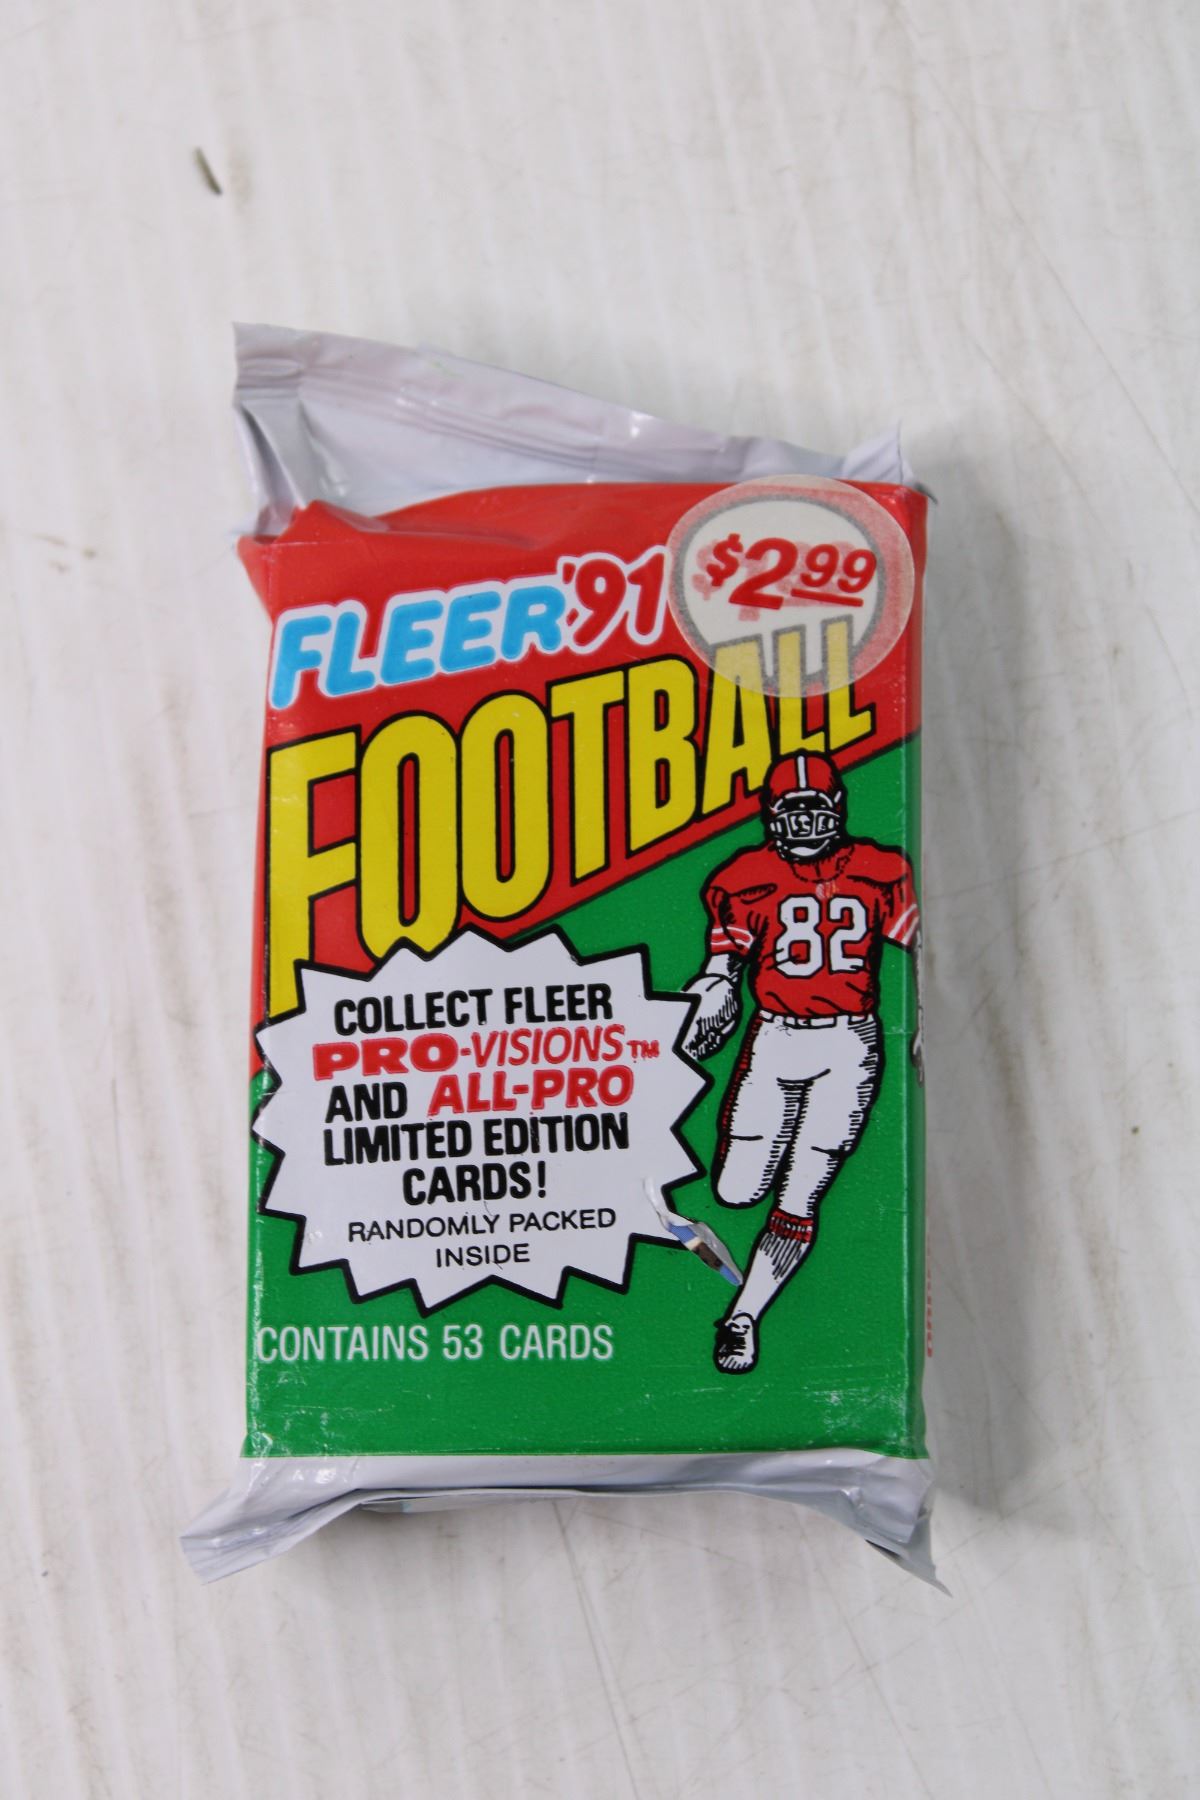 FLEER '91
$2.99
FOOTBALL
82
COLLECT FLEER
PRO-VISIONS™
AND ALL-PRO
LIMITED EDITION
CARDS!
RANDOMLY PACKED
INSIDE
CONTAINS 53 CARDS